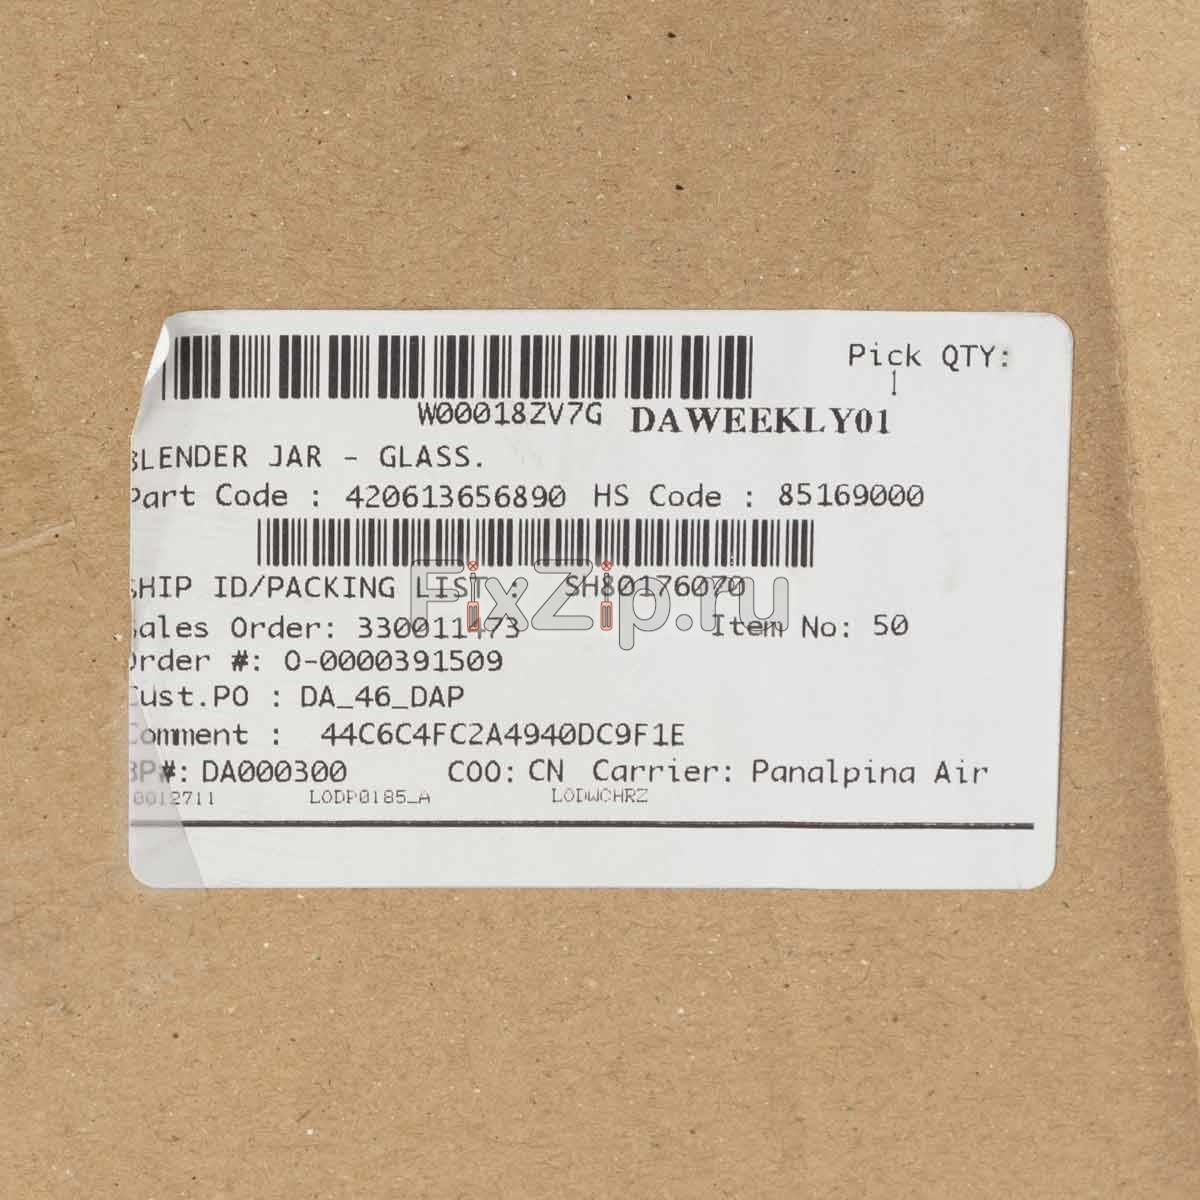 Pick QTY:
1
W00018ZV7G DAWEEKLY01
BLENDER JAR - GLASS.
Part Code : 420613656890 HS Code : 85169000
SHIP ID/PACKING LIST : SH80176070
Sales Order: 330011473 Item No: 50
Order #: O-0000391509
Cust.PO : DA_46_DAP
Comment : 44C6C4FC2A4940DC9F1E
BP#: DA000300 COO: CN Carrier: Panalpina Air
00012711 LODP0185_A LODWCHRZ
FixZip.ru